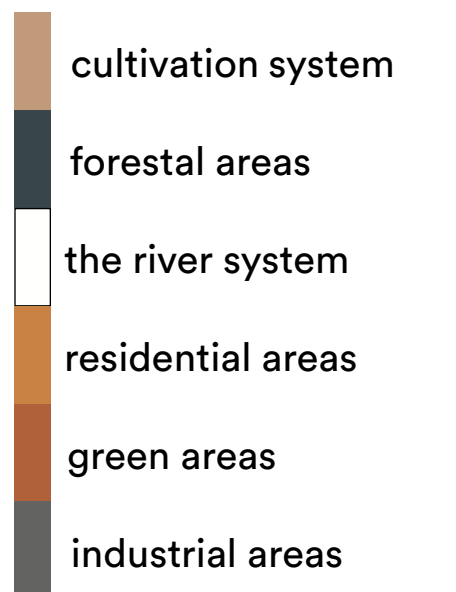 cultivation system
forestal areas
the river system
residential areas
green areas
industrial areas